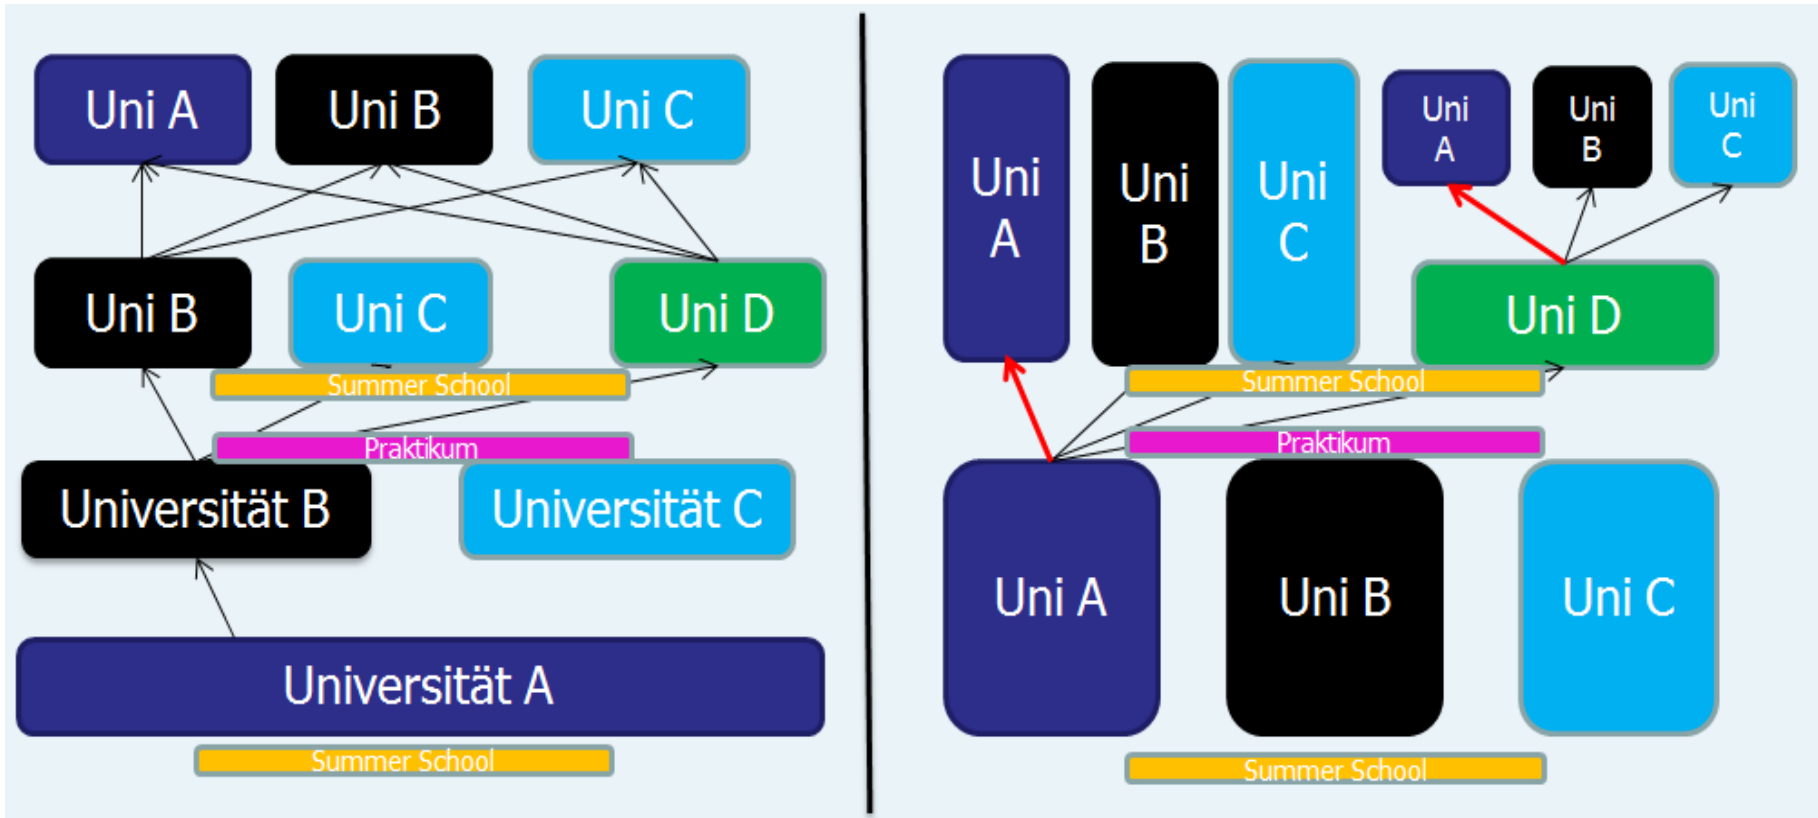 Uni A
Uni B
Uni C
Uni B
Uni C
Uni D
Summer School
Praktikum
Universität B
Universität C
Universität A
Summer School
Uni
A
Uni
B
Uni
C
Uni
A
Uni
B
Uni
C
Uni D
Summer School
Praktikum
Uni A
Uni B
Uni C
Summer School